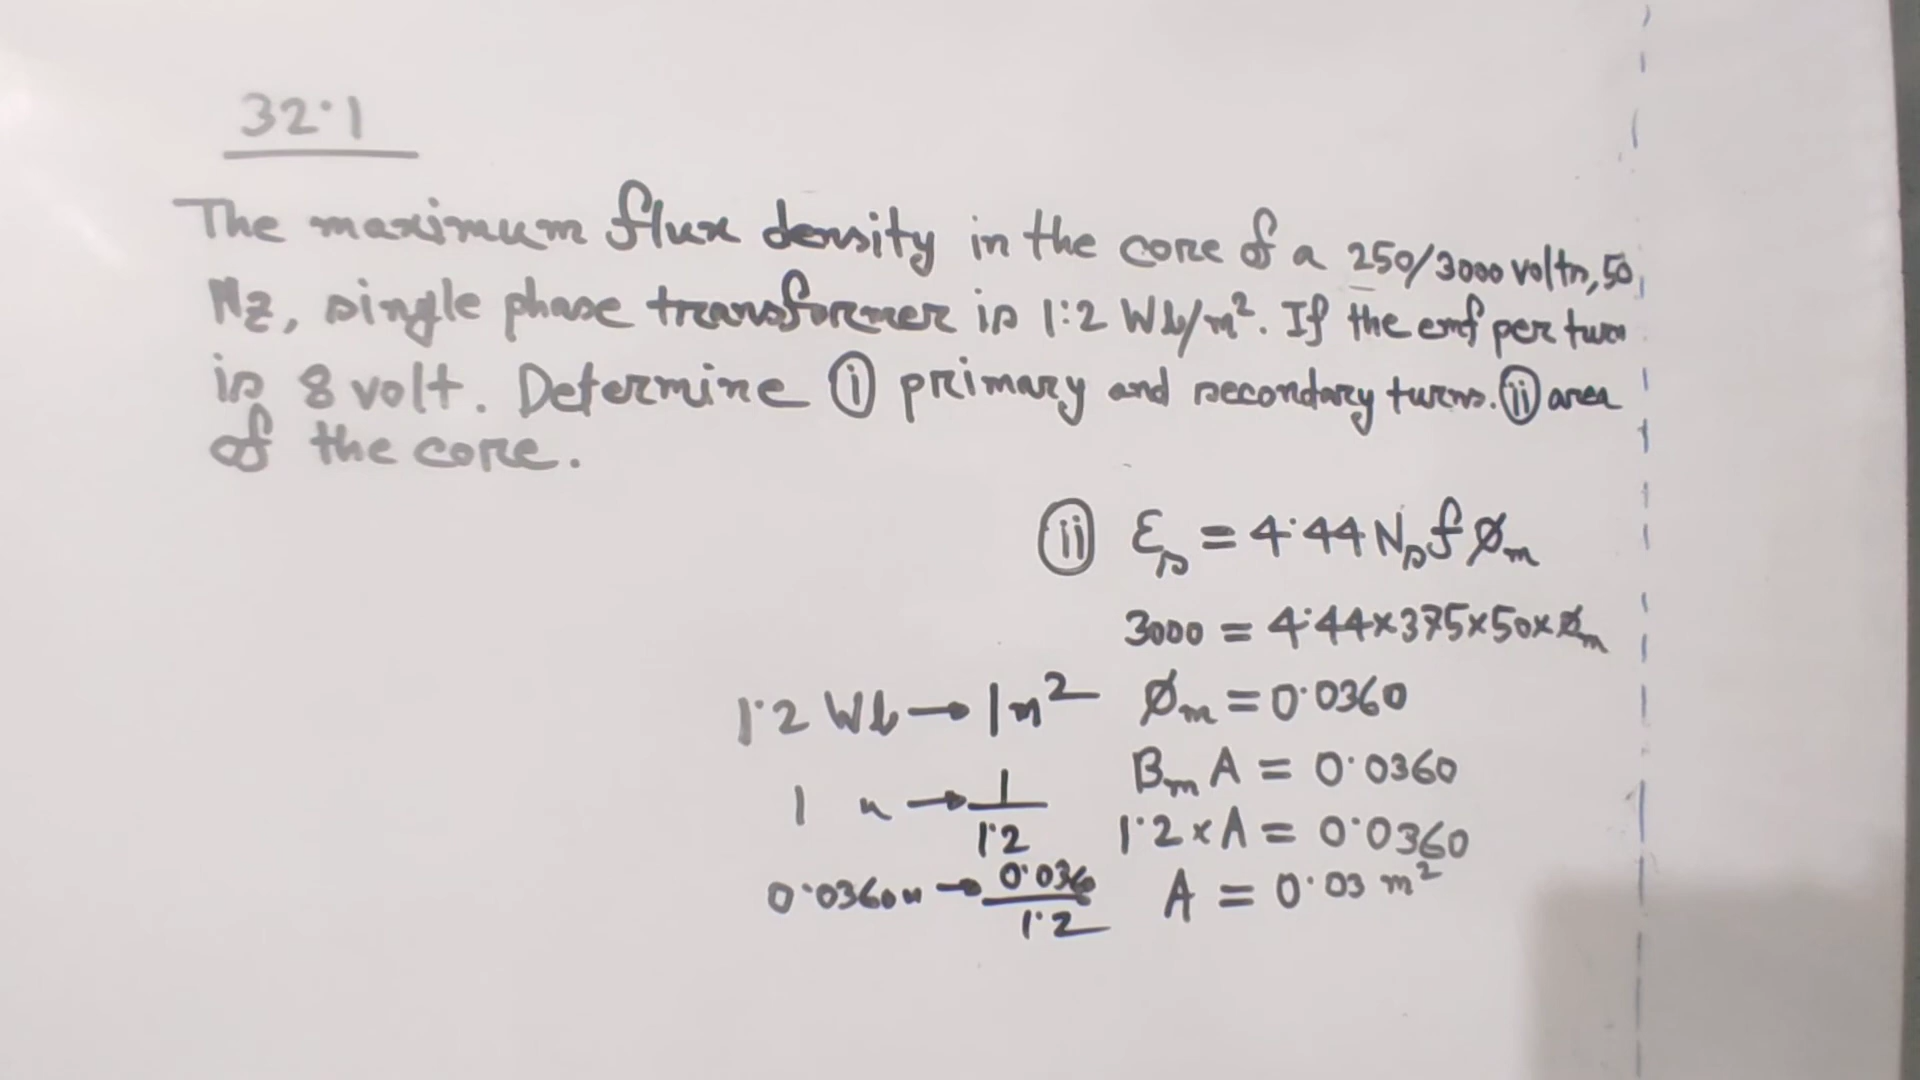 32.1
The maximum flux density in the core of a 250/3000 volts, 50
Hz, single phase transformer is 1.2 Wb/m². If the emf per turn
is 8 volt. Determine (i) primary and secondary turns. (ii) area
of the core.
(ii) Es = 4.44 Ns f Øm
3000 = 4.44×375×50×Øm
1.2 Wb → 1 m² Øm = 0.0360
1 " → 1/1.2 Bm A = 0.0360
1.2 × A = 0.0360
0.0360 " → 0.036/1.2 A = 0.03 m²